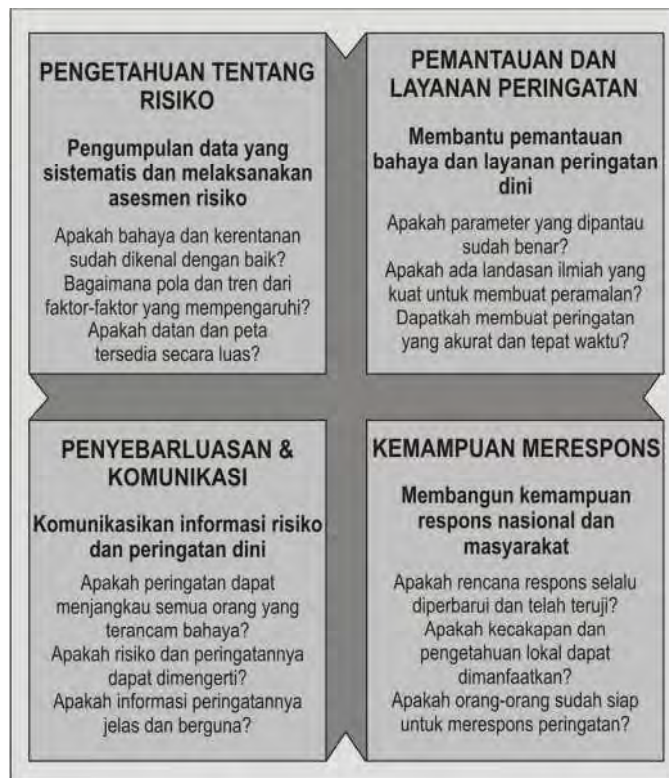 PENGETAHUAN TENTANG
RISIKO
Pengumpulan data yang
sistematis dan melaksanakan
asesmen risiko
Apakah bahaya dan kerentanan
sudah dikenal dengan baik?
Bagaimana pola dan tren dari
faktor-faktor yang mempengaruhi?
Apakah datan dan peta
tersedia secara luas?
PEMANTAUAN DAN
LAYANAN PERINGATAN
Membantu pemantauan
bahaya dan layanan peringatan
dini
Apakah parameter yang dipantau
sudah benar?
Apakah ada landasan ilmiah yang
kuat untuk membuat peramalan?
Dapatkah membuat peringatan
yang akurat dan tepat waktu?
PENYEBARLUASAN &
KOMUNIKASI
Komunikasikan informasi risiko
dan peringatan dini
Apakah peringatan dapat
menjangkau semua orang yang
terancam bahaya?
Apakah risiko dan peringatannya
dapat dimengerti?
Apakah informasi peringatannya
jelas dan berguna?
KEMAMPUAN MERESPONS
Membangun kemampuan
respons nasional dan
masyarakat
Apakah rencana respons selalu
diperbarui dan telah teruji?
Apakah kecakapan dan
pengetahuan lokal dapat
dimanfaatkan?
Apakah orang-orang sudah siap
untuk merespons peringatan?